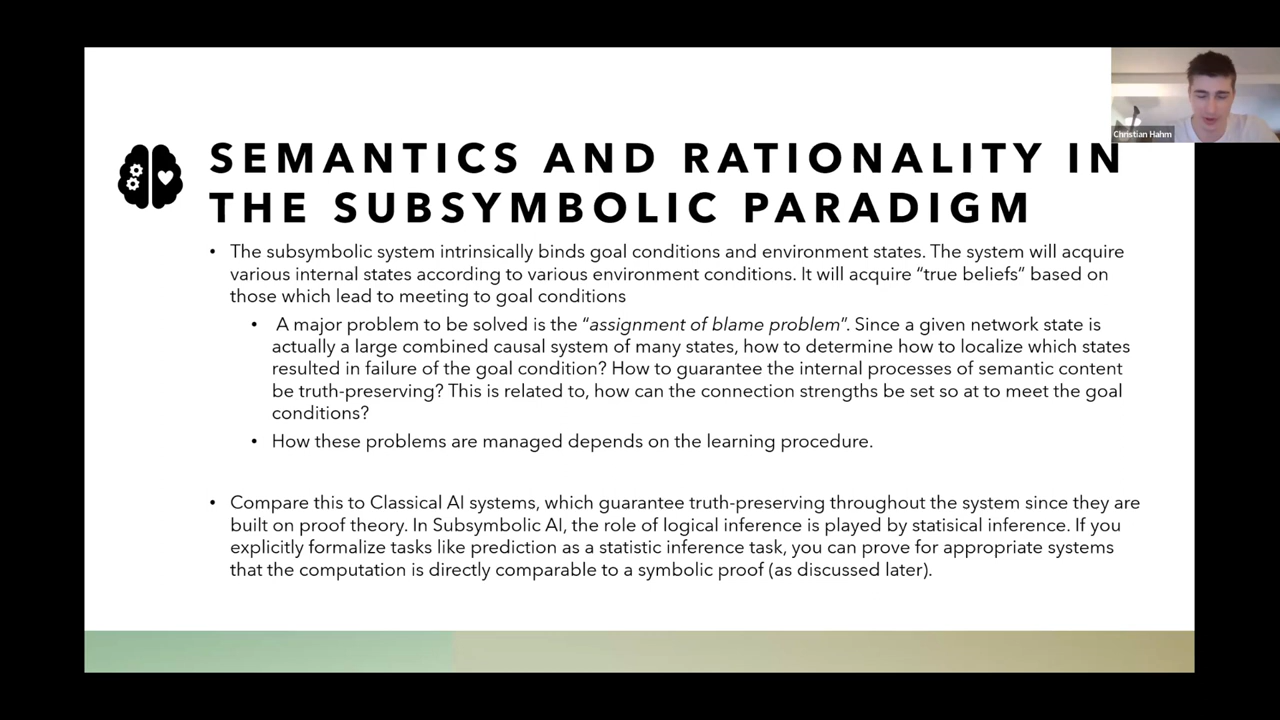 Christian Hahm
SEMANTICS AND RATIONALITY IN
THE SUBSYMBOLIC PARADIGM
• The subsymbolic system intrinsically binds goal conditions and environment states. The system will acquire
various internal states according to various environment conditions. It will acquire “true beliefs” based on
those which lead to meeting to goal conditions
• A major problem to be solved is the “assignment of blame problem”. Since a given network state is
actually a large combined causal system of many states, how to determine how to localize which states
resulted in failure of the goal condition? How to guarantee the internal processes of semantic content
be truth-preserving? This is related to, how can the connection strengths be set so at to meet the goal
conditions?
• How these problems are managed depends on the learning procedure.
• Compare this to Classical AI systems, which guarantee truth-preserving throughout the system since they are
built on proof theory. In Subsymbolic AI, the role of logical inference is played by statisical inference. If you
explicitly formalize tasks like prediction as a statistic inference task, you can prove for appropriate systems
that the computation is directly comparable to a symbolic proof (as discussed later).